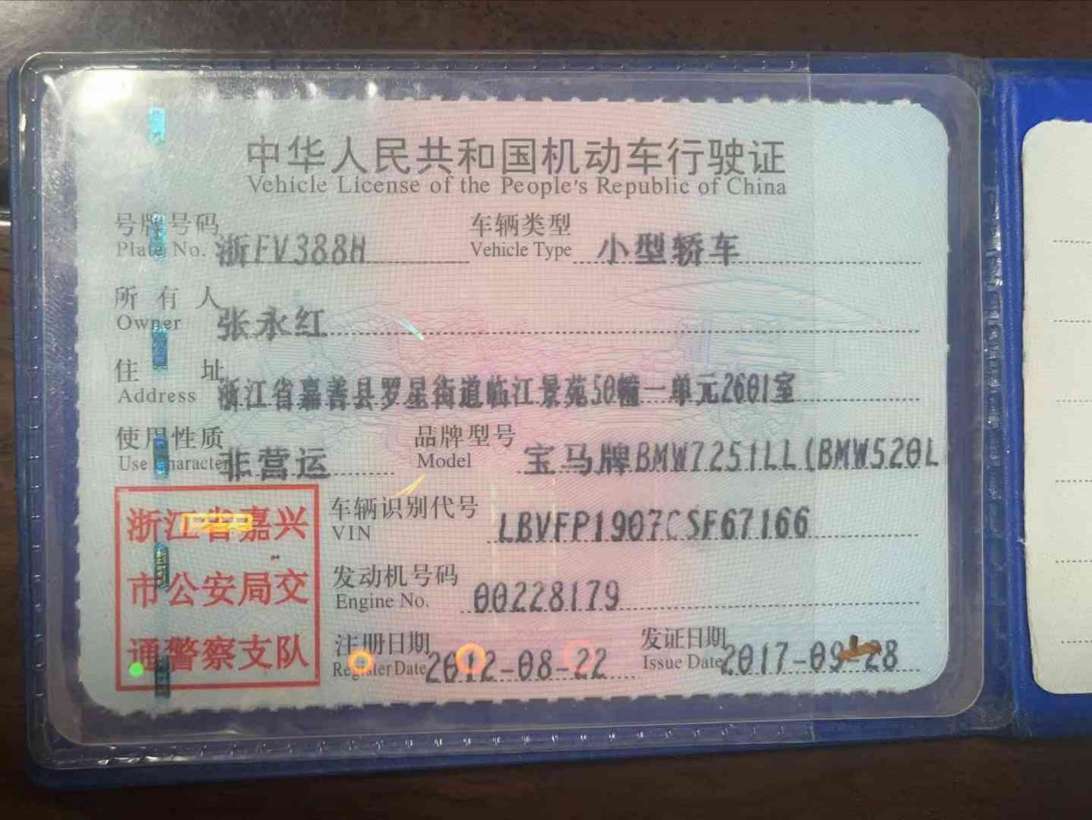 中华人民共和国机动车行驶证
Vehicle License of the People's Republic of China
号牌号码 浙FV388H 车辆类型 小型轿车
Plate No. Vehicle Type
所有人 张永红
Owner
住址 浙江省嘉善县罗星街道临江景苑50幢一单元2601室
Address
使用性质 非营运 品牌型号 宝马牌BMW7251LL(BMW520L
Use Character Model
浙江省嘉兴
市公安局交
通警察支队
车辆识别代号 LBVFP1907CSF67166
VIN
发动机号码 00228179
Engine No.
注册日期 2012-08-22 发证日期 2017-09-28
Register Date Issue Date